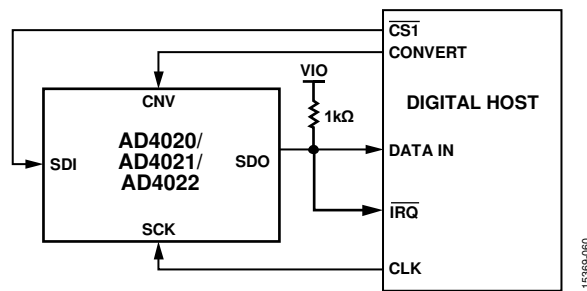 CS1
CONVERT
VIO
CNV
1kΩ
DIGITAL HOST
AD4020/
AD4021/
AD4022
SDI
SDO
DATA IN
IRQ
SCK
CLK
15369-060